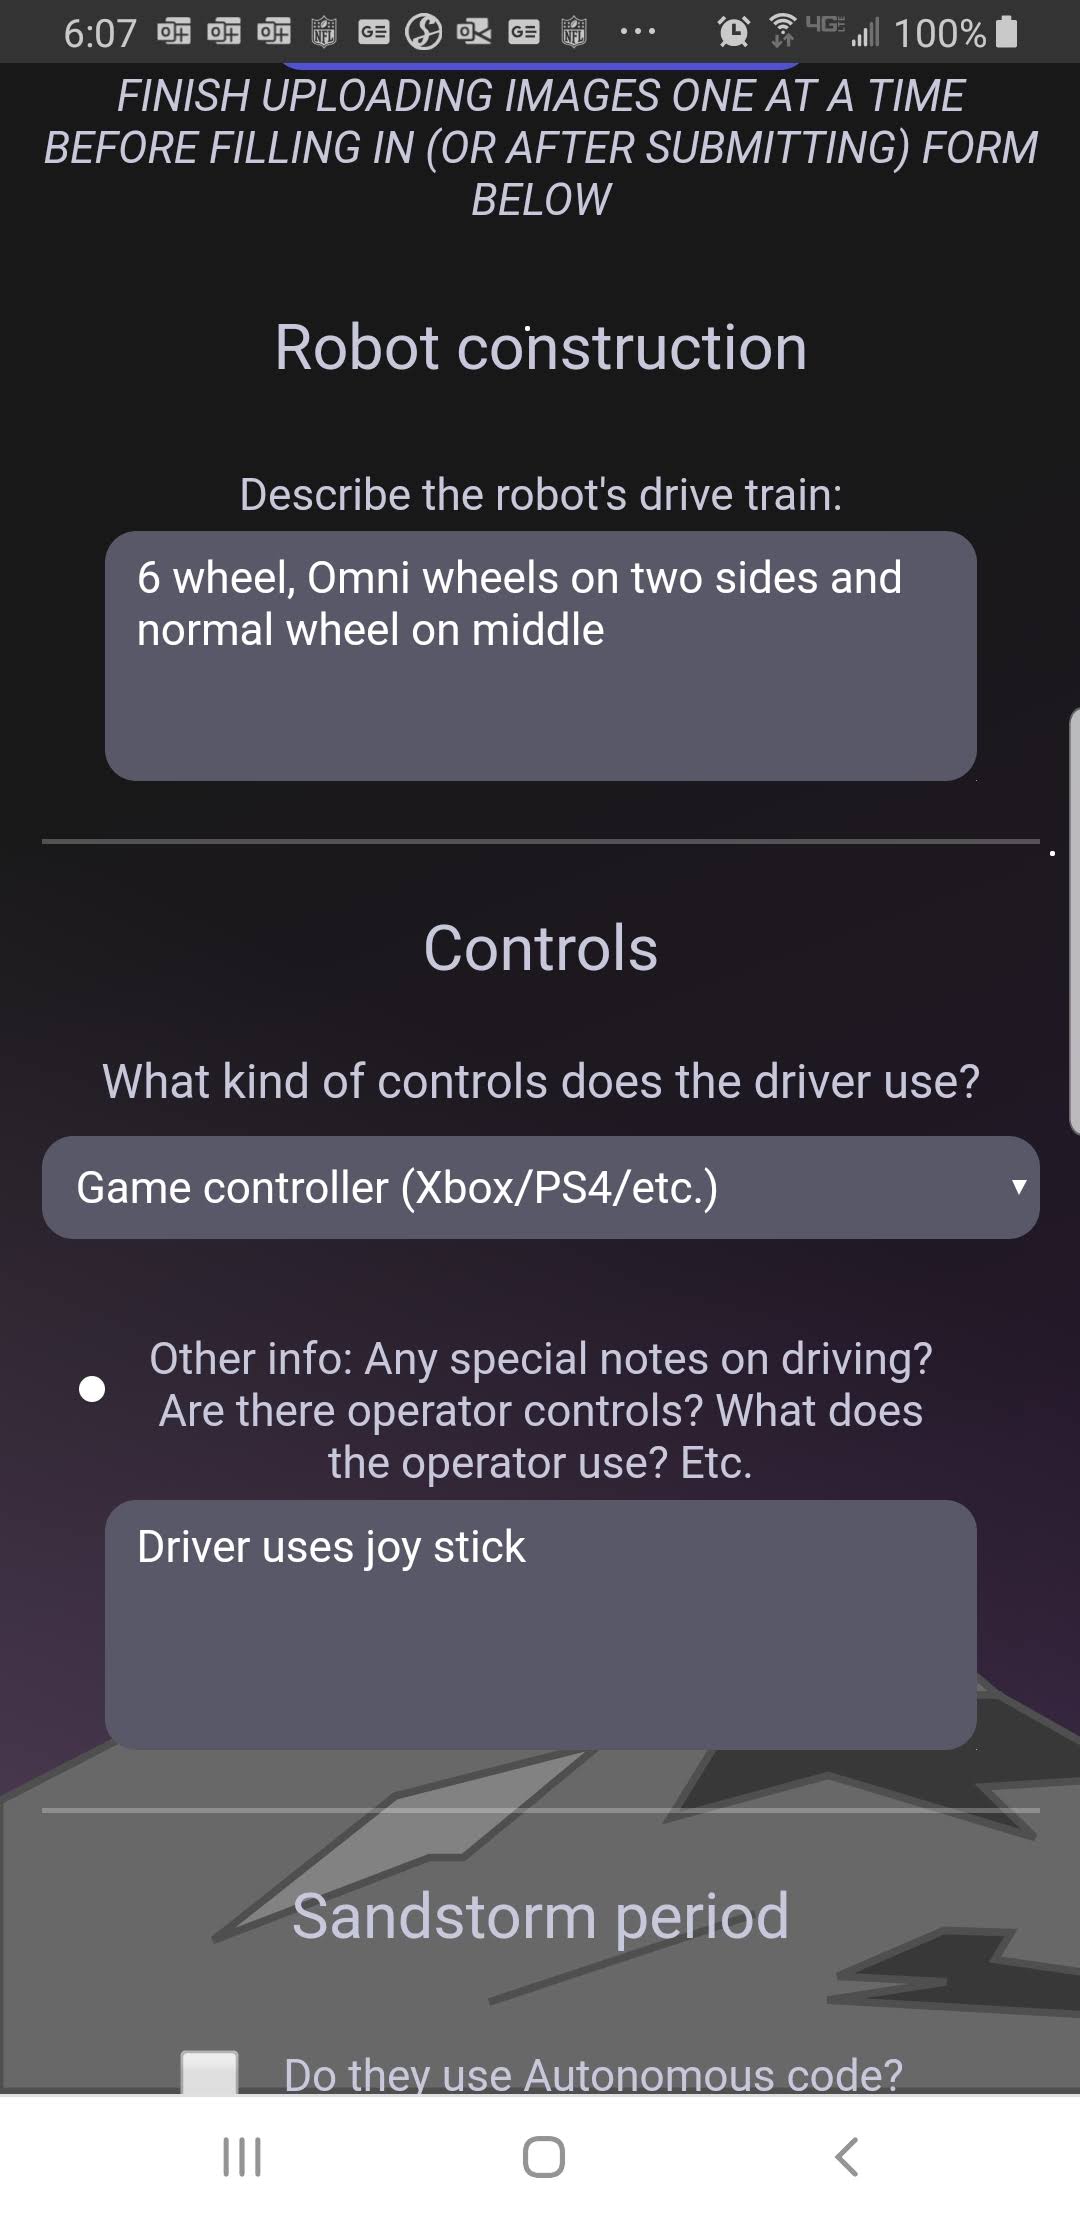 6:07 4GE 100%
FINISH UPLOADING IMAGES ONE AT A TIME
BEFORE FILLING IN (OR AFTER SUBMITTING) FORM
BELOW
Robot construction
Describe the robot's drive train:
6 wheel, Omni wheels on two sides and
normal wheel on middle
Controls
What kind of controls does the driver use?
Game controller (Xbox/PS4/etc.)
Other info: Any special notes on driving?
Are there operator controls? What does
the operator use? Etc.
Driver uses joy stick
Sandstorm period
Do they use Autonomous code?